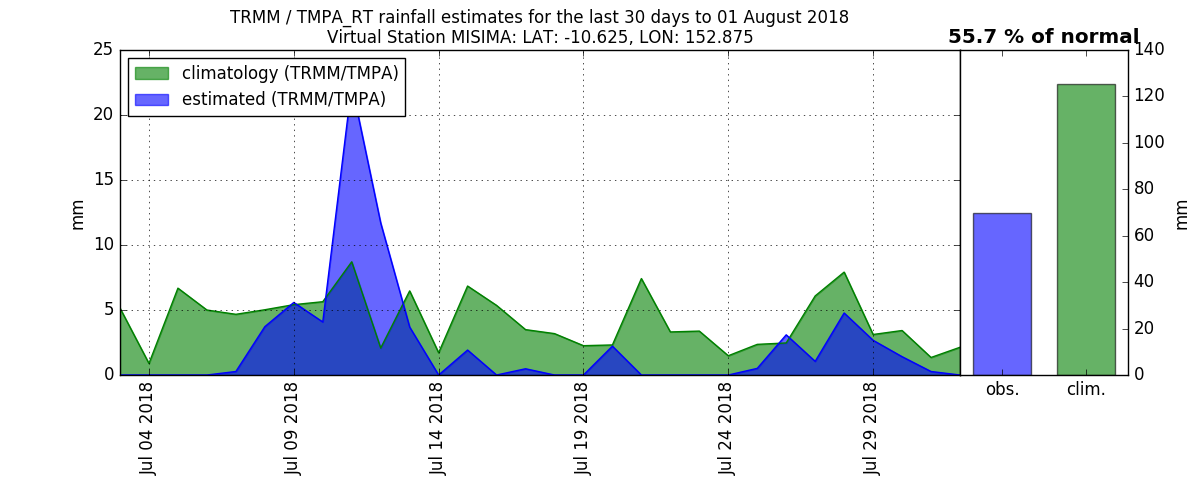 TRMM / TMPA_RT rainfall estimates for the last 30 days to 01 August 2018
Virtual Station MISIMA: LAT: -10.625, LON: 152.875
55.7 % of normal
climatology (TRMM/TMPA)
estimated (TRMM/TMPA)
25
20
15
10
5
0
mm
Jul 04 2018
Jul 09 2018
Jul 14 2018
Jul 19 2018
Jul 24 2018
Jul 29 2018
140
120
100
80
60
40
20
0
mm
obs.
clim.